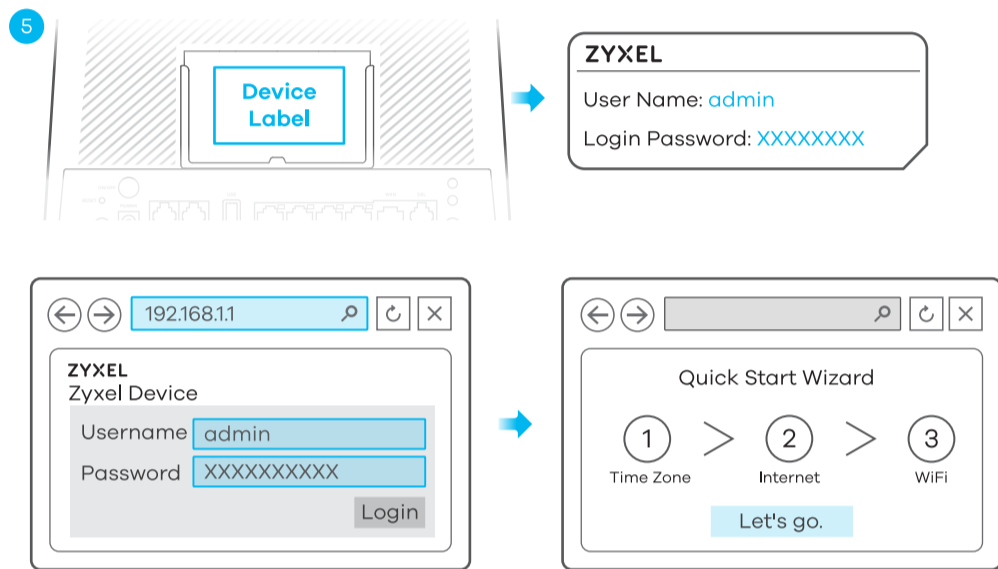 5
Device
Label
ZYXEL
User Name: admin
Login Password: XXXXXXXX
192.168.1.1
ZYXEL
Zyxel Device
Username admin
Password XXXXXXXXXX
Login
Quick Start Wizard
1 > 2 > 3
Time Zone Internet WiFi
Let's go.